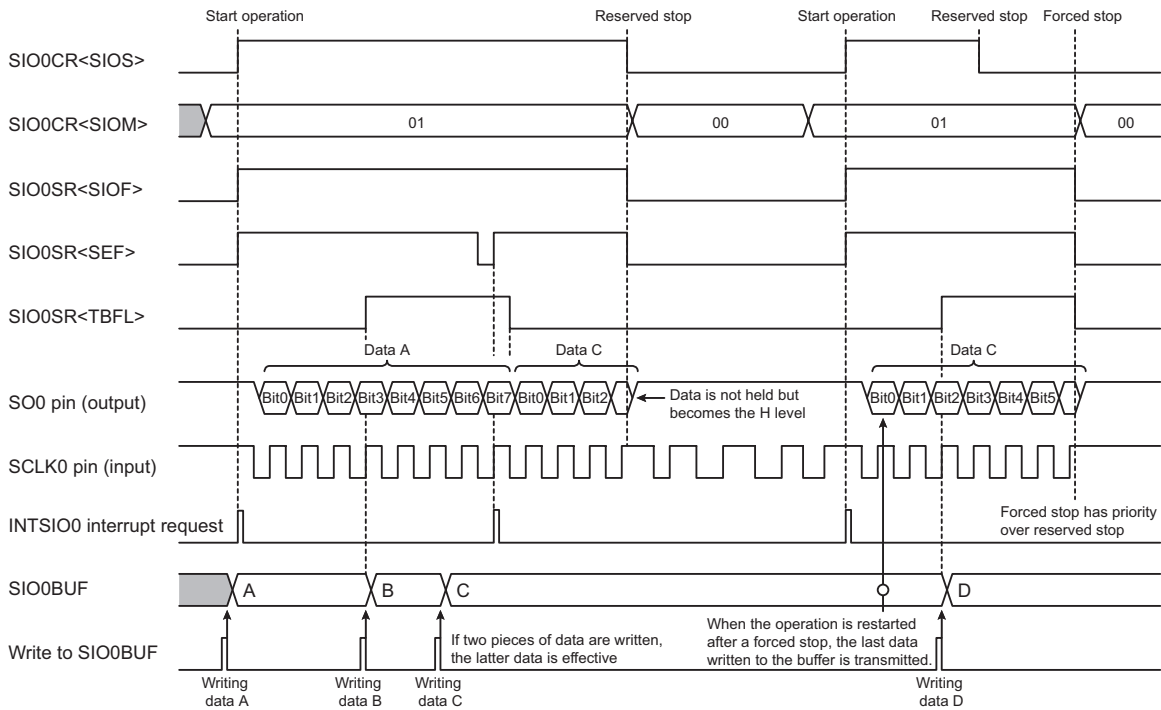 Start operation Reserved stop Start operation Reserved stop Forced stop
SIO0CR<SIOS>
SIO0CR<SIOM> 01 00 01 00
SIO0SR<SIOF>
SIO0SR<SEF>
SIO0SR<TBFL>
Data A Data C Data C
SO0 pin (output) Bit0 Bit1 Bit2 Bit3 Bit4 Bit5 Bit6 Bit7 Bit0 Bit1 Bit2 Bit0 Bit1 Bit2 Bit3 Bit4 Bit5
Data is not held but
becomes the H level
SCLK0 pin (input)
INTSIO0 interrupt request
Forced stop has priority
over reserved stop
SIO0BUF A B C D
Write to SIO0BUF
If two pieces of data are written,
the latter data is effective
When the operation is restarted
after a forced stop, the last data
written to the buffer is transmitted.
Writing
data A
Writing
data B
Writing
data C
Writing
data D